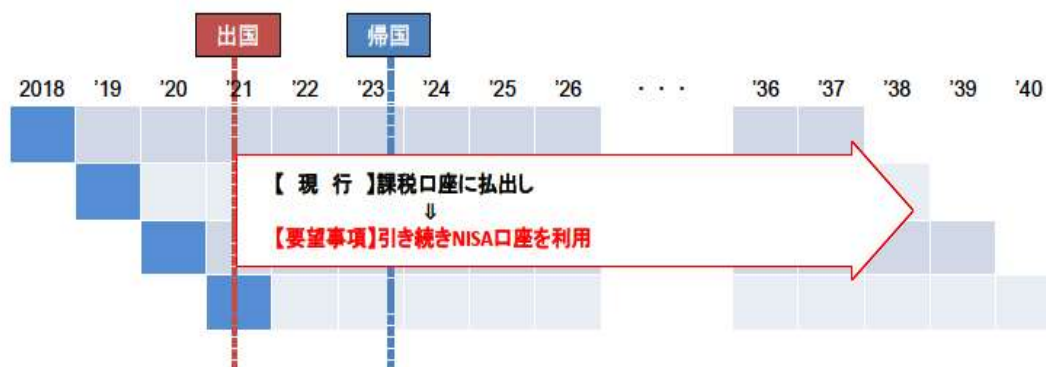 出国 帰国
2018 '19 '20 '21 '22 '23 '24 '25 '26 ・・・ '36 '37 '38 '39 '40
【 現 行 】課税口座に払出し
⇓
【要望事項】引き続きNISA口座を利用